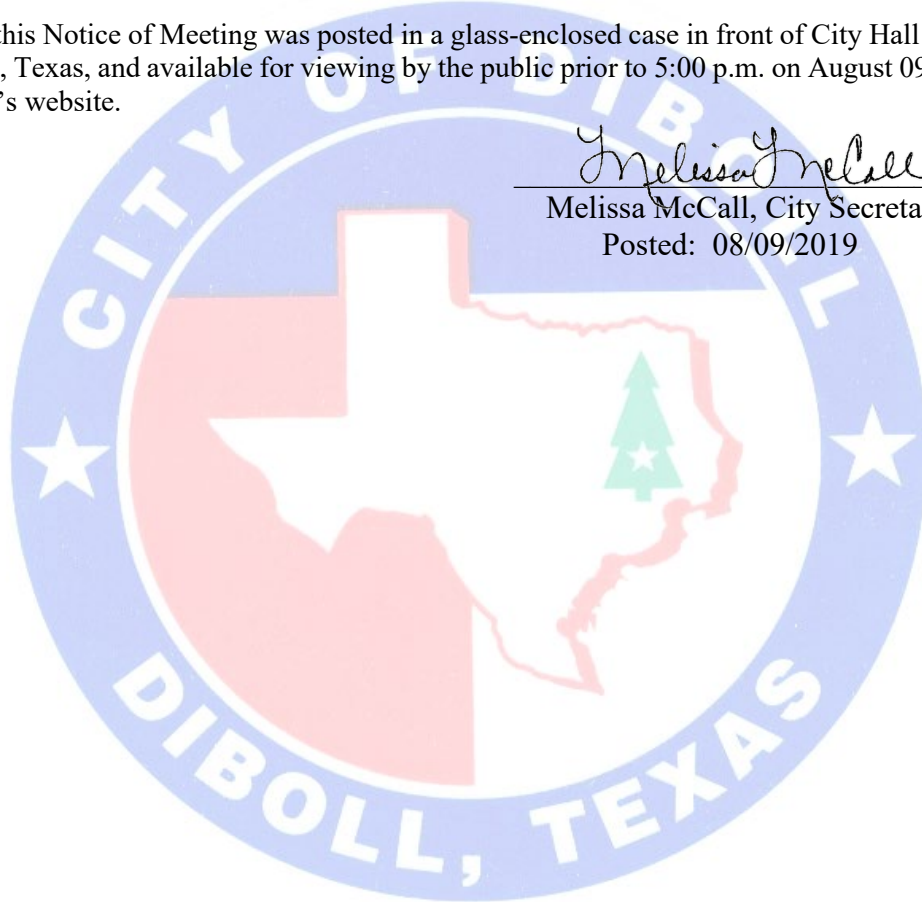 this Notice of Meeting was posted in a glass-enclosed case in front of City Hall
, Texas, and available for viewing by the public prior to 5:00 p.m. on August 09
's website.
Melissa McCall
Melissa McCall, City Secreta
Posted: 08/09/2019
CITY OF DIBOLL
DIBOLL, TEXAS